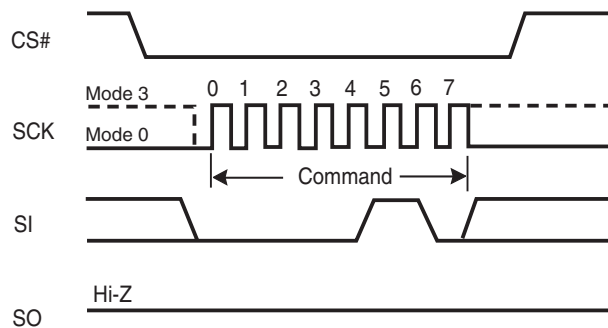 CS#
Mode 3
0 1 2 3 4 5 6 7
SCK
Mode 0
Command
SI
Hi-Z
SO